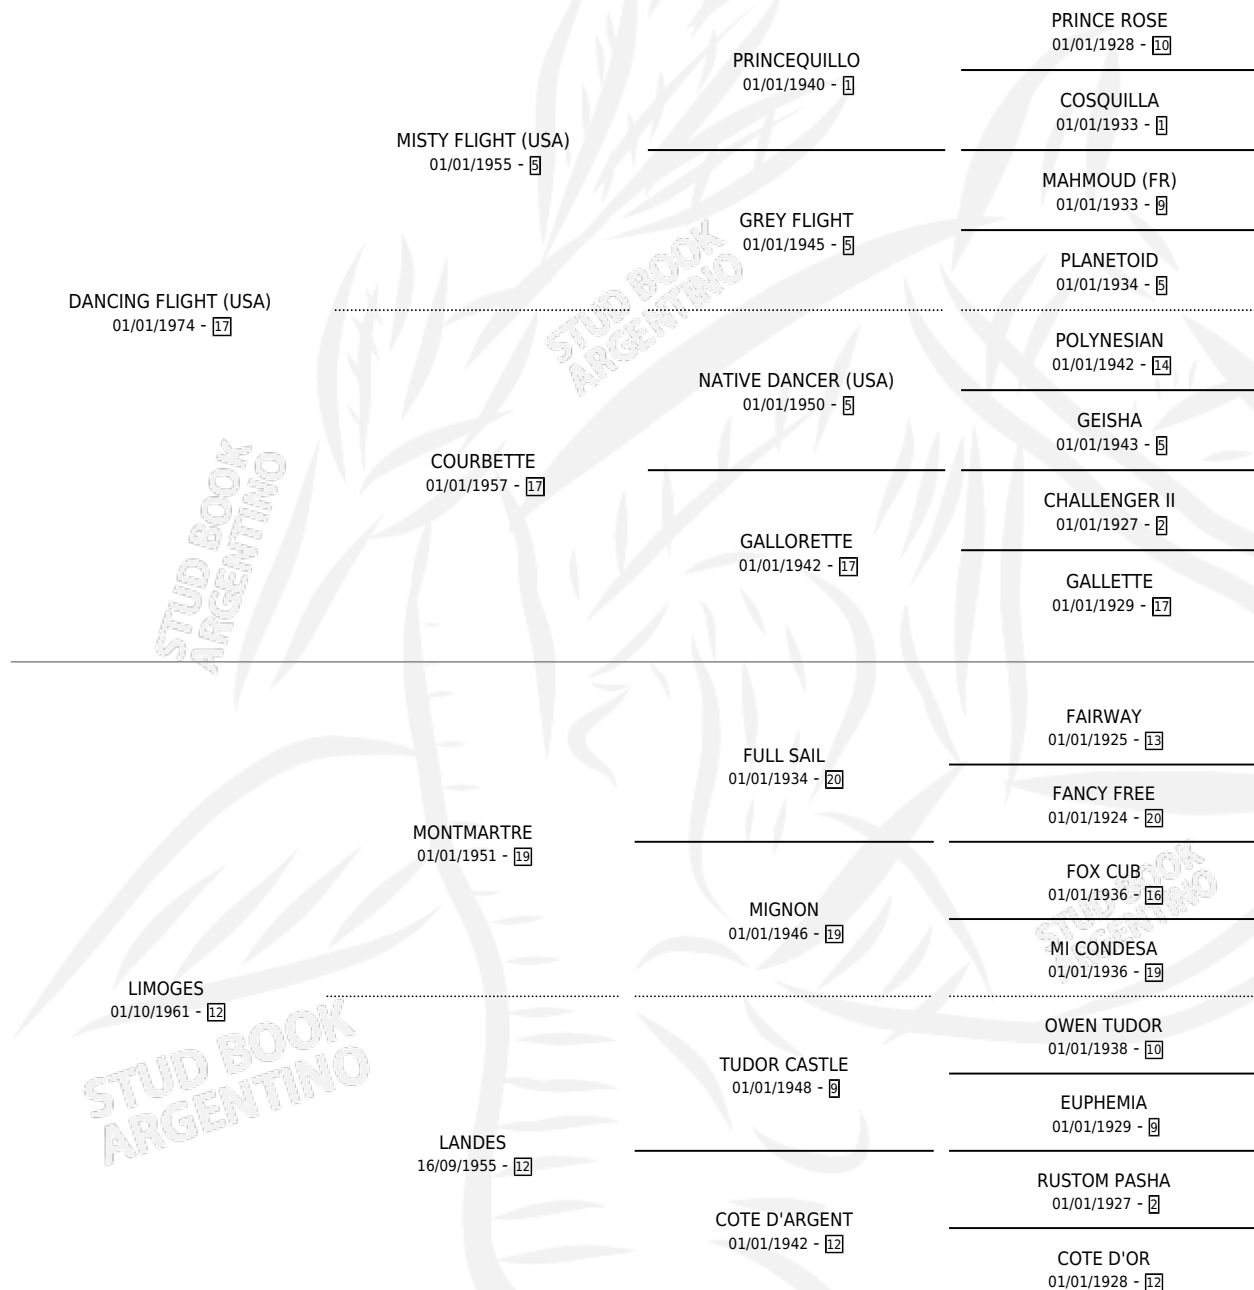 PRINCE ROSE
01/01/1928 - 10
PRINCEQUILLO
01/01/1940 - 1
COSQUILLA
01/01/1933 - 1
MISTY FLIGHT (USA)
01/01/1955 - 5
MAHMOUD (FR)
01/01/1933 - 9
GREY FLIGHT
01/01/1945 - 5
PLANETOID
01/01/1934 - 5
DANCING FLIGHT (USA)
01/01/1974 - 17
POLYNESIAN
01/01/1942 - 14
NATIVE DANCER (USA)
01/01/1950 - 5
GEISHA
01/01/1943 - 5
COURBETTE
01/01/1957 - 17
CHALLENGER II
01/01/1927 - 2
GALLORETTE
01/01/1942 - 17
GALLETTE
01/01/1929 - 17
FAIRWAY
01/01/1925 - 13
FULL SAIL
01/01/1934 - 20
FANCY FREE
01/01/1924 - 20
MONTMARTRE
01/01/1951 - 19
FOX CUB
01/01/1936 - 16
MIGNON
01/01/1946 - 19
MI CONDESA
01/01/1936 - 19
LIMOGES
01/10/1961 - 12
OWEN TUDOR
01/01/1938 - 10
TUDOR CASTLE
01/01/1948 - 9
EUPHEMIA
01/01/1929 - 9
LANDES
16/09/1955 - 12
RUSTOM PASHA
01/01/1927 - 2
COTE D'ARGENT
01/01/1942 - 12
COTE D'OR
01/01/1928 - 12
STUD BOOK
ARGENTINO
STUD BOOK
ARGENTINO
STUD BOOK
ARGENTINO
STUD BOOK
ARGENTINO